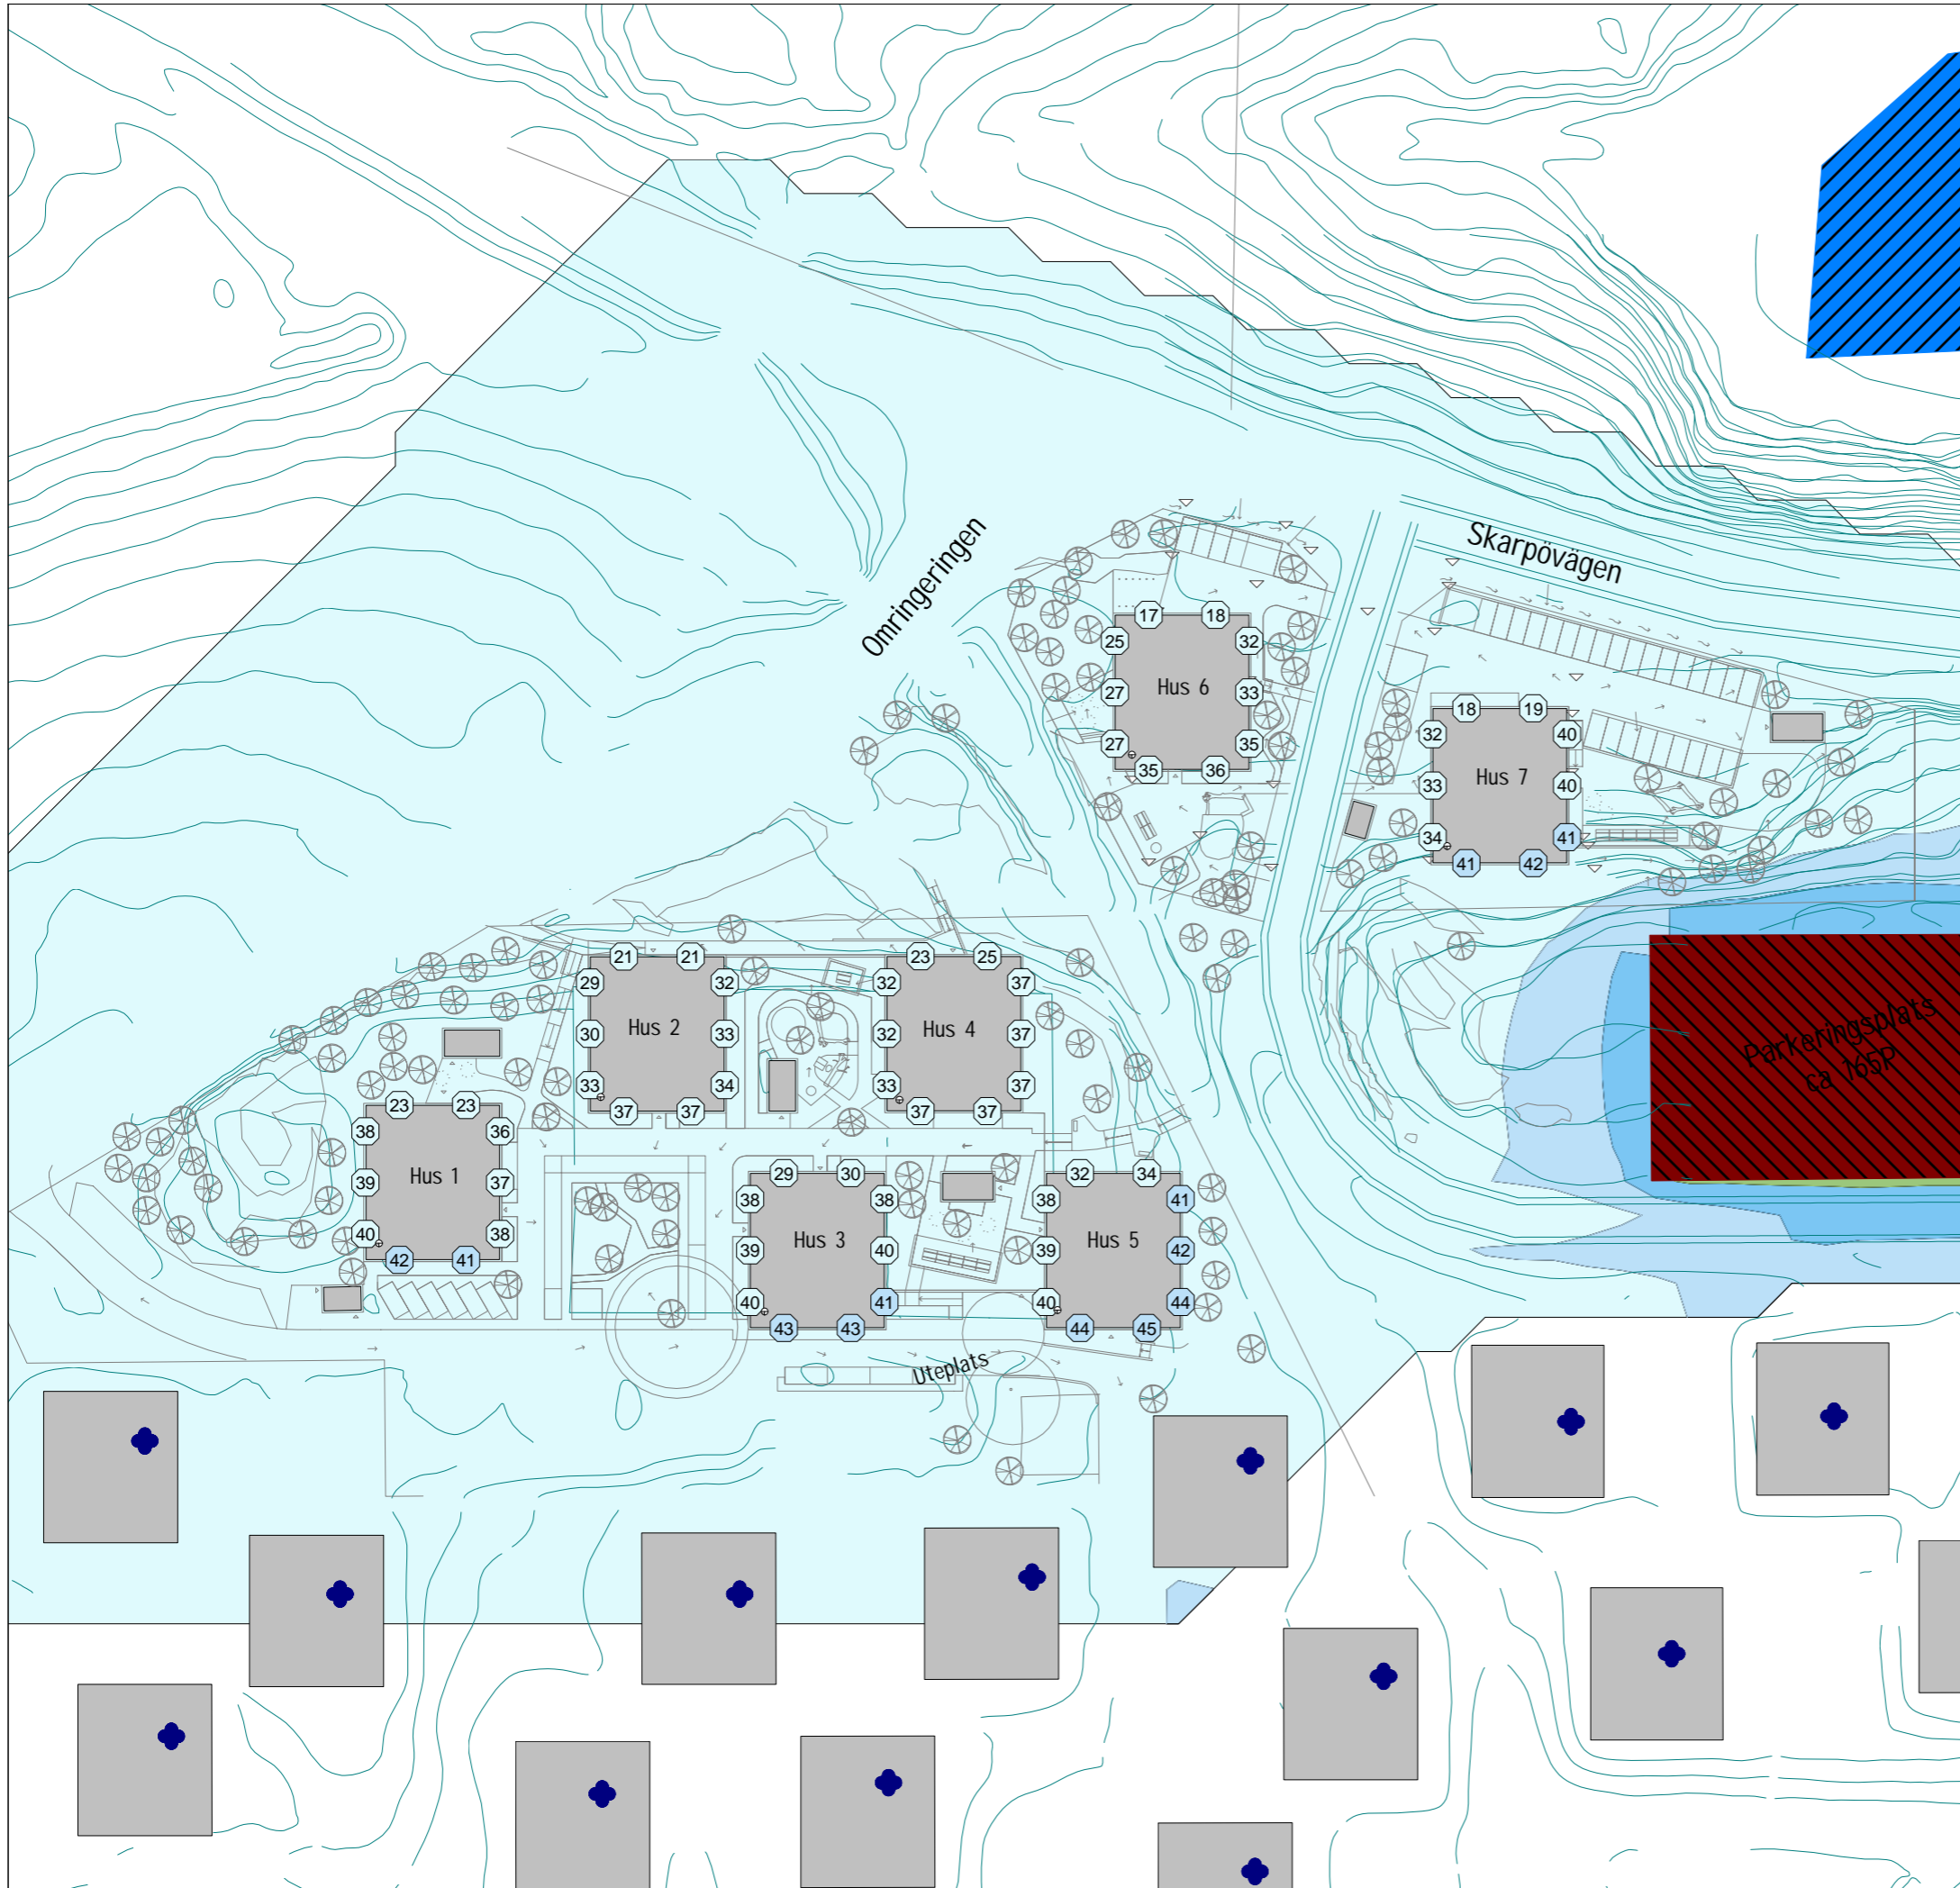 Omringeringen
Skarpövägen
17 18
25 32
Hus 6
27 33
27 35
35 36
18 19
32 40
Hus 7
33 40
34 41
41 42
21 21
29 32
Hus 2
30 33
33 34
37 37
23 25
32 37
Hus 4
32 37
33 37
37 37
Parkeringsplats
ca 165P
23 23
38 36
Hus 1
39 37
40 38
42 41
29 30
38 38
Hus 3
39 40
40 41
43 43
32 34
38 41
Hus 5
39 42
40 44
44 45
Uteplats